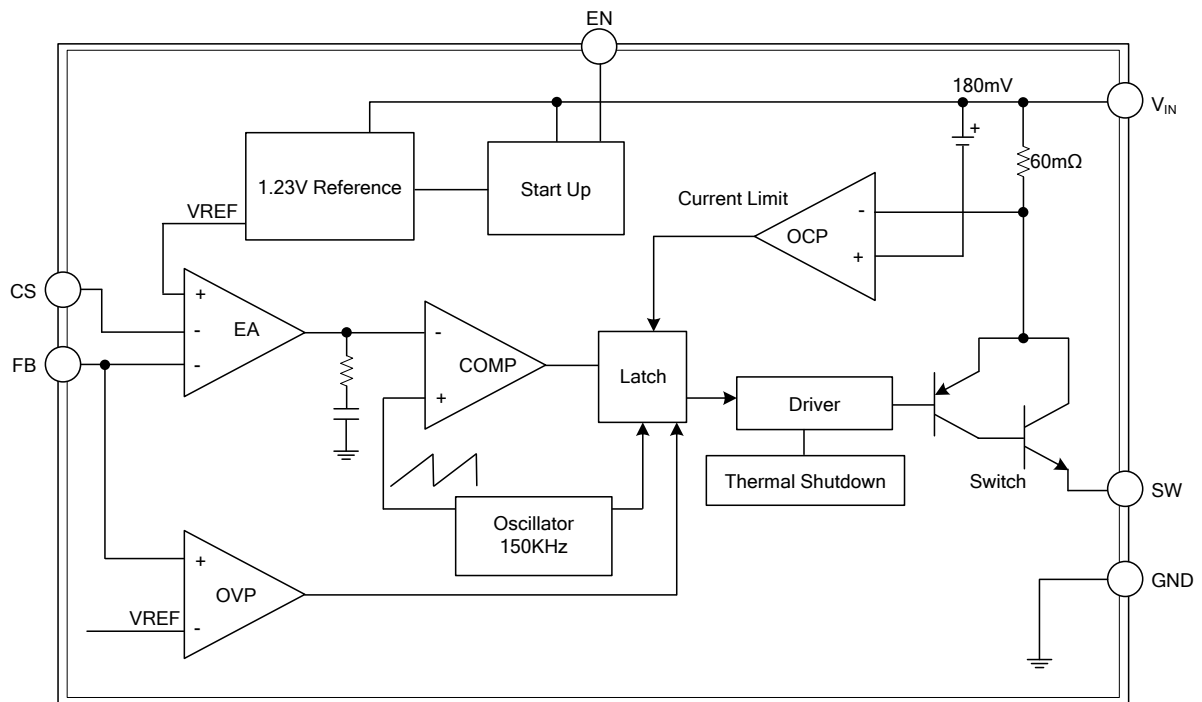 EN
180mV
V_IN
+
60mΩ
1.23V Reference
Start Up
Current Limit
VREF
-
OCP
+
CS
+
-
EA
-
FB
-
COMP
+
Latch
Driver
Thermal Shutdown
Switch
SW
Oscillator
150KHz
+
OVP
VREF
-
GND